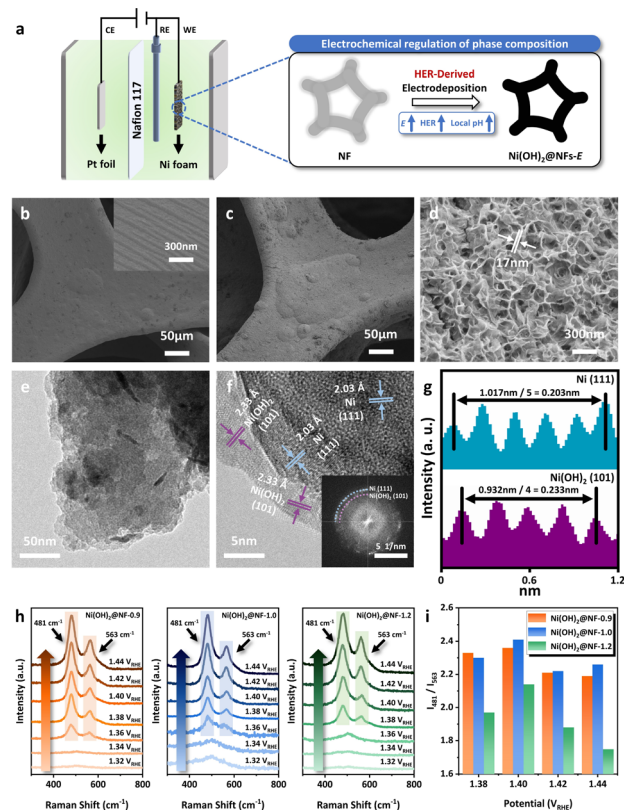 a
CE
RE
WE
Nafion 117
Pt foil
Ni foam
Electrochemical regulation of phase composition
HER-Derived
Electrodeposition
E HER Local pH
NF
Ni(OH)₂@NFs-E
b
300nm
50μm
c
50μm
d
17nm
300nm
e
50nm
f
2.33 Å
Ni(OH)₂
(101)
2.03 Å
Ni
(111)
2.03 Å
Ni
(111)
2.33 Å
Ni(OH)₂
(101)
Ni (111)
Ni(OH)₂ (101)
5nm
g
Ni (111)
1.017nm / 5 = 0.203nm
Ni(OH)₂ (101)
0.932nm / 4 = 0.233nm
Intensity (a. u.)
0 0.6 1.2
nm
h
Ni(OH)₂@NF-0.9
481 cm⁻¹
563 cm⁻¹
1.44 VRHE
1.42 VRHE
1.40 VRHE
1.38 VRHE
1.36 VRHE
1.34 VRHE
1.32 VRHE
Intensity (a.u.)
400 600 800
Raman Shift (cm⁻¹)
Ni(OH)₂@NF-1.0
481 cm⁻¹
563 cm⁻¹
1.44 VRHE
1.42 VRHE
1.40 VRHE
1.38 VRHE
1.36 VRHE
1.34 VRHE
1.32 VRHE
Intensity (a.u.)
400 600 800
Raman Shift (cm⁻¹)
Ni(OH)₂@NF-1.2
481 cm⁻¹
563 cm⁻¹
1.44 VRHE
1.42 VRHE
1.40 VRHE
1.38 VRHE
1.36 VRHE
1.34 VRHE
1.32 VRHE
Intensity (a.u.)
400 600 800
Raman Shift (cm⁻¹)
i
Ni(OH)₂@NF-0.9
Ni(OH)₂@NF-1.0
Ni(OH)₂@NF-1.2
2.6
2.4
2.2
2.0
1.8
1.6
I481 / I563
1.38 1.40 1.42 1.44
Potential (VRHE)